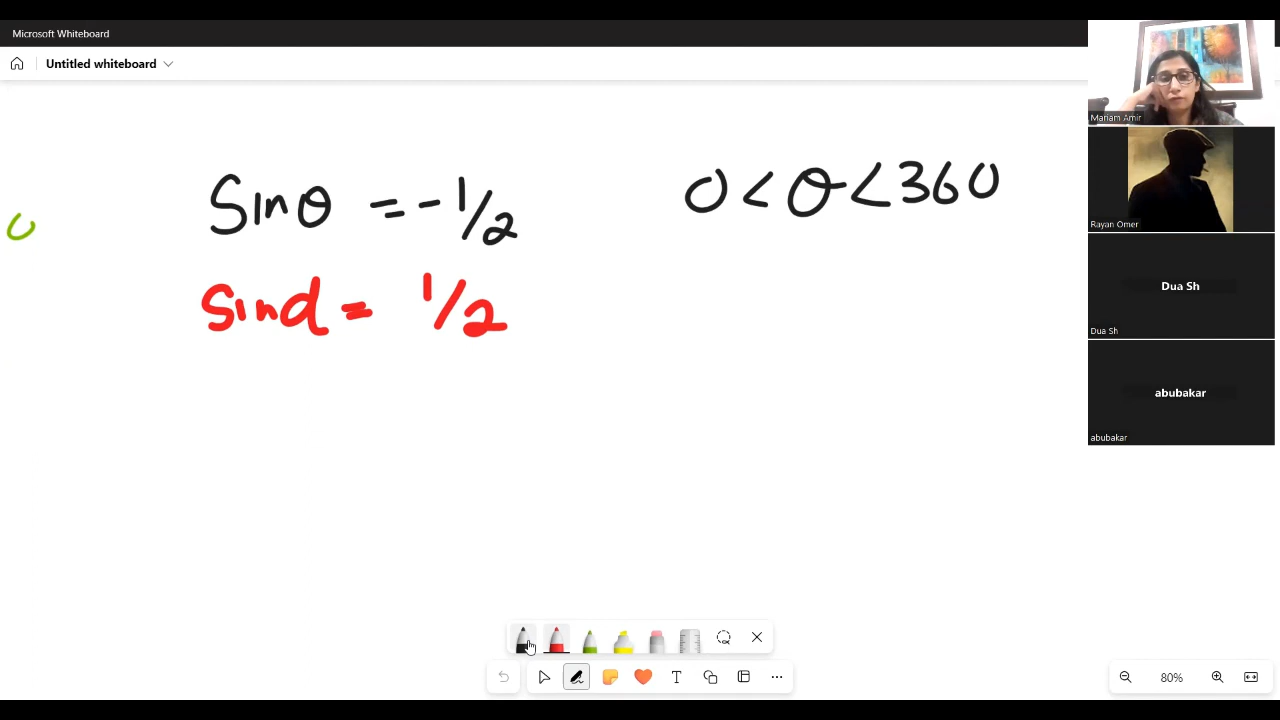 Microsoft Whiteboard
Untitled whiteboard
Sinθ = -1/2
0<θ<360
Sind = 1/2
Mariam Amir
Rayan Omer
Dua Sh
Dua Sh
abubakar
abubakar
T
80%